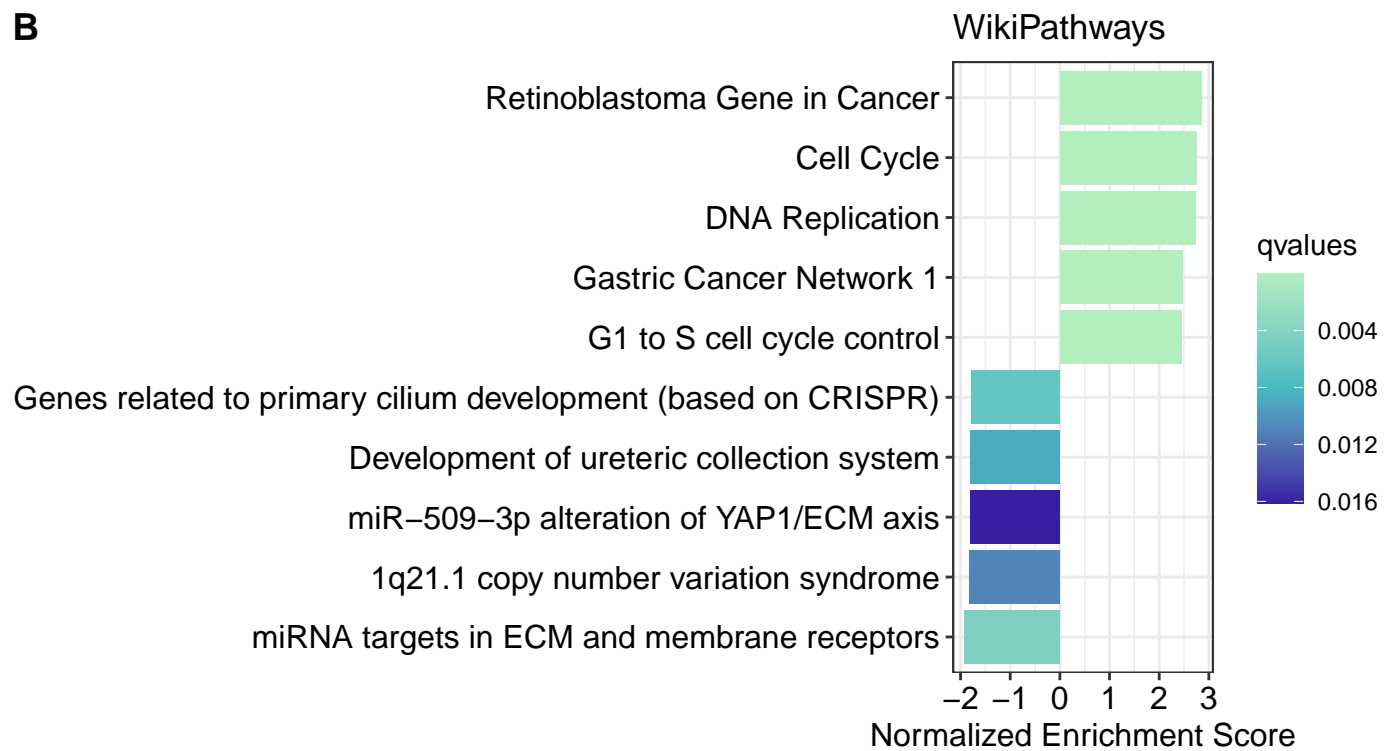 B
WikiPathways
Retinoblastoma Gene in Cancer
Cell Cycle
DNA Replication
Gastric Cancer Network 1
G1 to S cell cycle control
Genes related to primary cilium development (based on CRISPR)
Development of ureteric collection system
miR−509−3p alteration of YAP1/ECM axis
1q21.1 copy number variation syndrome
miRNA targets in ECM and membrane receptors
−2 −1 0 1 2 3
Normalized Enrichment Score
qvalues
0.004
0.008
0.012
0.016